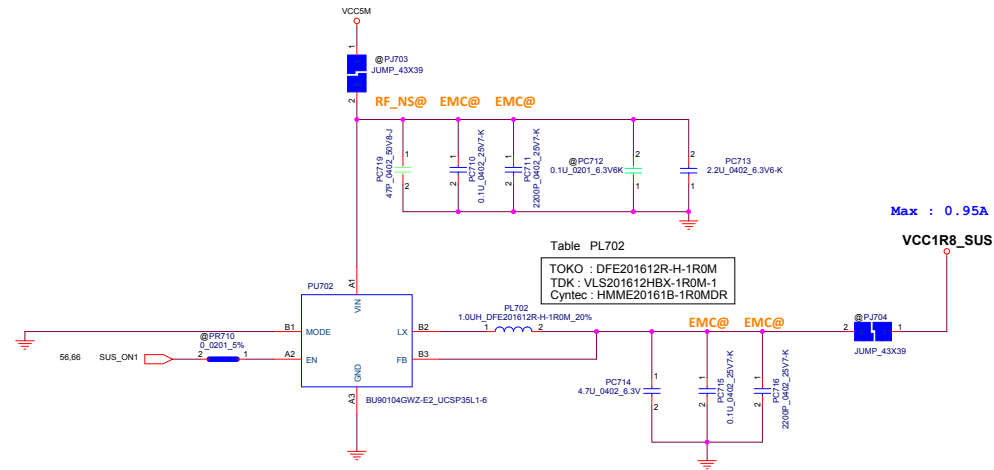 VCC5M
1
@PJ703
JUMP_43X39
2
RF_NS@
EMC@
EMC@
1
PC719
47P_0402_50V8-J
2
1
PC710
0.1U_0402_25V7-K
2
1
PC711
2200P_0402_25V7-K
2
2
@PC712
0.1U_0201_6.3V6K
1
2
PC713
2.2U_0402_6.3V6-K
1
Max : 0.95A
VCC1R8_SUS
Table PL702
TOKO : DFE201612R-H-1R0M
TDK : VLS201612HBX-1R0M-1
Cyntec : HMME20161B-1R0MDR
PU702
A1
VIN
B1
MODE
LX
B2
A2
EN
FB
B3
GND
A3
BU90104GWZ-E2_UCSP35L1-6
56,66
SUS_ON1
2
@PR710
0_0201_5%
1
PL702
1.0UH_DFE201612R-H-1R0M_20%
1
2
EMC@
EMC@
1
PC714
4.7U_0402_6.3V
2
1
PC715
0.1U_0402_25V7-K
2
1
PC716
2200P_0402_25V7-K
2
2
@PJ704
1
JUMP_43X39